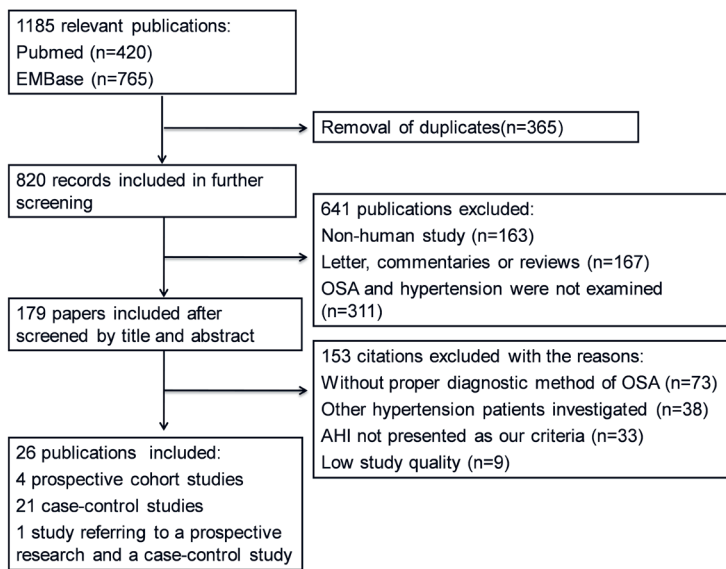 1185 relevant publications:
Pubmed (n=420)
EMBase (n=765)
Removal of duplicates(n=365)
820 records included in further
screening
641 publications excluded:
Non-human study (n=163)
Letter, commentaries or reviews (n=167)
OSA and hypertension were not examined
(n=311)
179 papers included after
screened by title and abstract
153 citations excluded with the reasons:
Without proper diagnostic method of OSA (n=73)
Other hypertension patients investigated (n=38)
AHI not presented as our criteria (n=33)
Low study quality (n=9)
26 publications included:
4 prospective cohort studies
21 case-control studies
1 study referring to a prospective
research and a case-control study